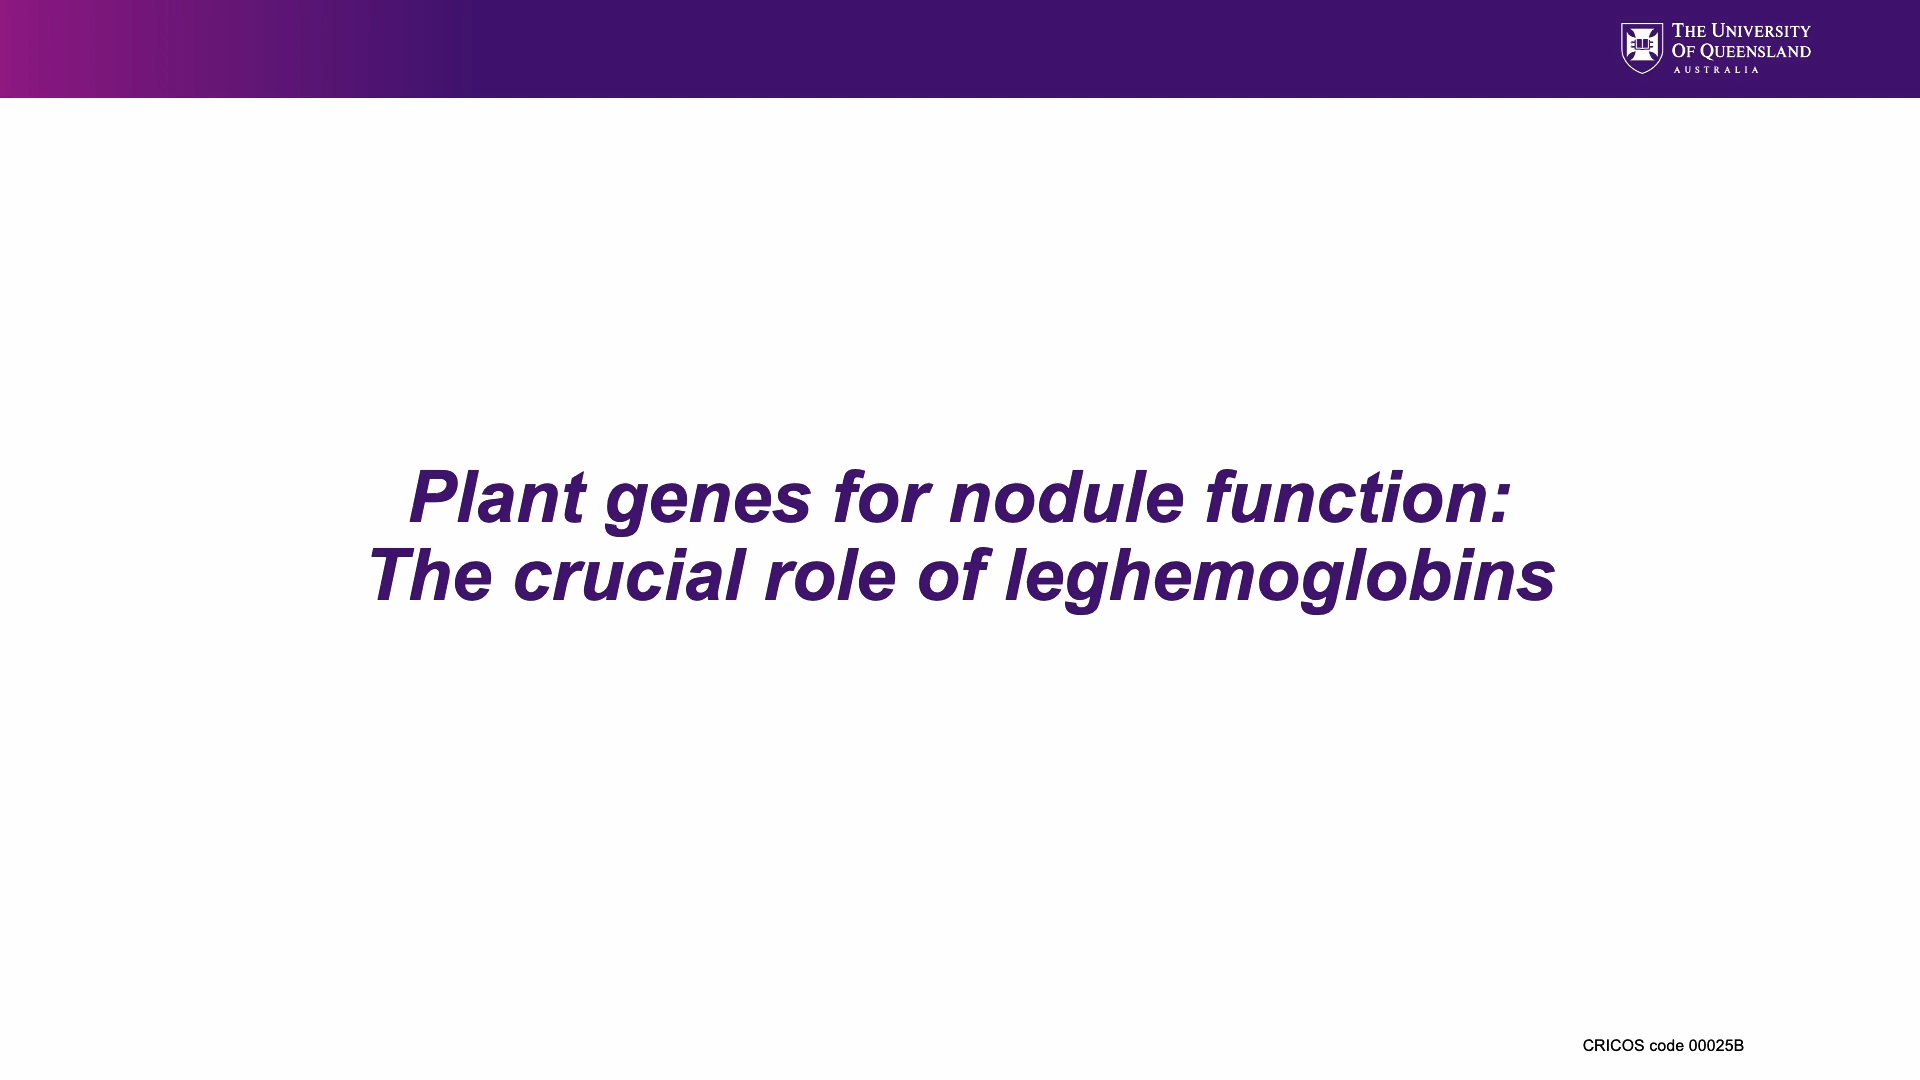 THE UNIVERSITY
OF QUEENSLAND
AUSTRALIA
Plant genes for nodule function:
The crucial role of leghemoglobins
CRICOS code 00025B